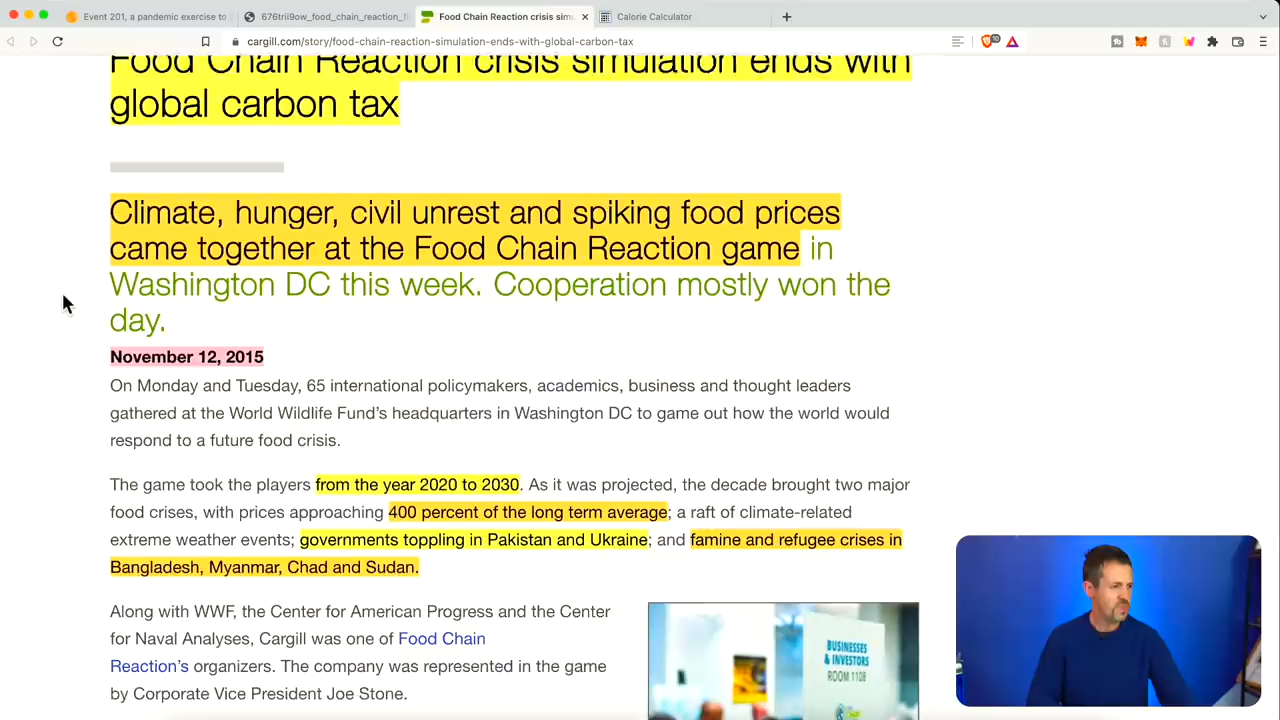 Event 201, a pandemic exercise to
676trii9ow_food_chain_reaction_
Food Chain Reaction crisis sim
Calorie Calculator
cargill.com/story/food-chain-reaction-simulation-ends-with-global-carbon-tax
10
Food Chain Reaction crisis simulation ends with
global carbon tax
Climate, hunger, civil unrest and spiking food prices
came together at the Food Chain Reaction game in
Washington DC this week. Cooperation mostly won the
day.
November 12, 2015
On Monday and Tuesday, 65 international policymakers, academics, business and thought leaders
gathered at the World Wildlife Fund's headquarters in Washington DC to game out how the world would
respond to a future food crisis.
The game took the players from the year 2020 to 2030. As it was projected, the decade brought two major
food crises, with prices approaching 400 percent of the long term average; a raft of climate-related
extreme weather events; governments toppling in Pakistan and Ukraine; and famine and refugee crises in
Bangladesh, Myanmar, Chad and Sudan.
Along with WWF, the Center for American Progress and the Center
for Naval Analyses, Cargill was one of Food Chain
Reaction's organizers. The company was represented in the game
by Corporate Vice President Joe Stone.
BUSINESSES
& INVESTORS
ROOM 110B